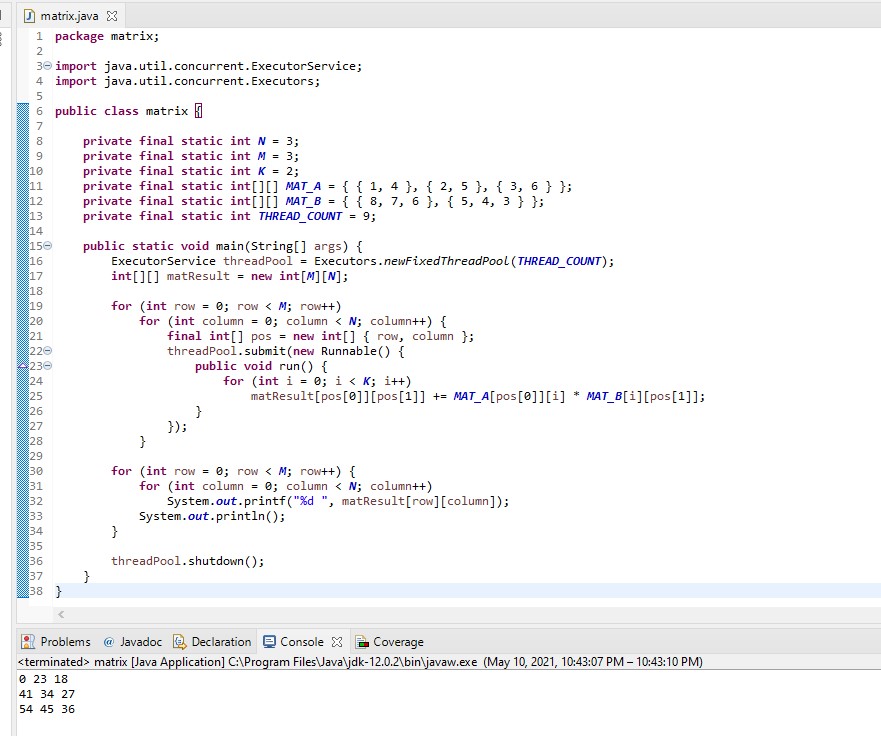 matrix.java
1 package matrix;
2
3 import java.util.concurrent.ExecutorService;
4 import java.util.concurrent.Executors;
5
6 public class matrix {
7
8     private final static int N = 3;
9     private final static int M = 3;
10     private final static int K = 2;
11     private final static int[][] MAT_A = { { 1, 4 }, { 2, 5 }, { 3, 6 } };
12     private final static int[][] MAT_B = { { 8, 7, 6 }, { 5, 4, 3 } };
13     private final static int THREAD_COUNT = 9;
14
15     public static void main(String[] args) {
16         ExecutorService threadPool = Executors.newFixedThreadPool(THREAD_COUNT);
17         int[][] matResult = new int[M][N];
18
19         for (int row = 0; row < M; row++)
20             for (int column = 0; column < N; column++) {
21                 final int[] pos = new int[] { row, column };
22                 threadPool.submit(new Runnable() {
23                     public void run() {
24                         for (int i = 0; i < K; i++)
25                             matResult[pos[0]][pos[1]] += MAT_A[pos[0]][i] * MAT_B[i][pos[1]];
26                     }
27                 });
28             }
29
30         for (int row = 0; row < M; row++) {
31             for (int column = 0; column < N; column++)
32                 System.out.printf("%d ", matResult[row][column]);
33             System.out.println();
34         }
35
36         threadPool.shutdown();
37     }
38 }
Problems @ Javadoc Declaration Console Coverage
<terminated> matrix [Java Application] C:\Program Files\Java\jdk-12.0.2\bin\javaw.exe (May 10, 2021, 10:43:07 PM – 10:43:10 PM)
0 23 18
41 34 27
54 45 36